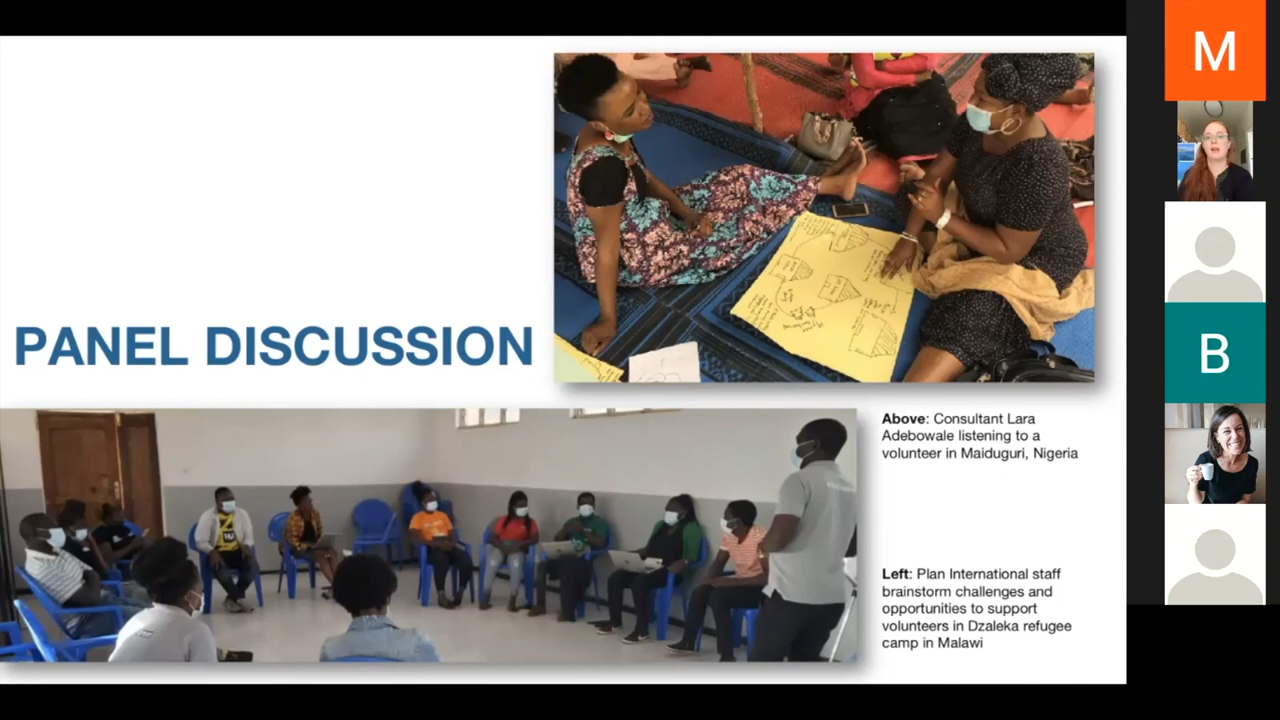 PANEL DISCUSSION
Above: Consultant Lara
Adebowale listening to a
volunteer in Maiduguri, Nigeria
Left: Plan International staff
brainstorm challenges and
opportunities to support
volunteers in Dzaleka refugee
camp in Malawi
M
B